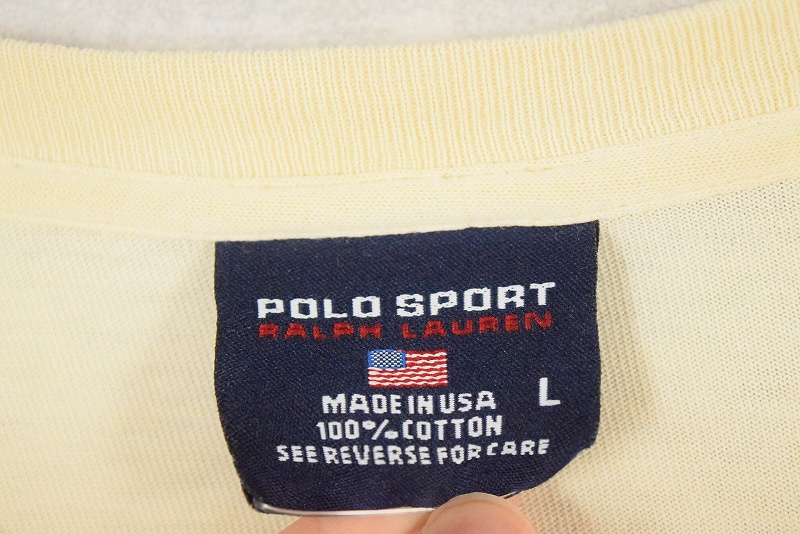 POLO SPORT
RALPH LAUREN
MADE IN USA L
100% COTTON
SEE REVERSE FOR CARE